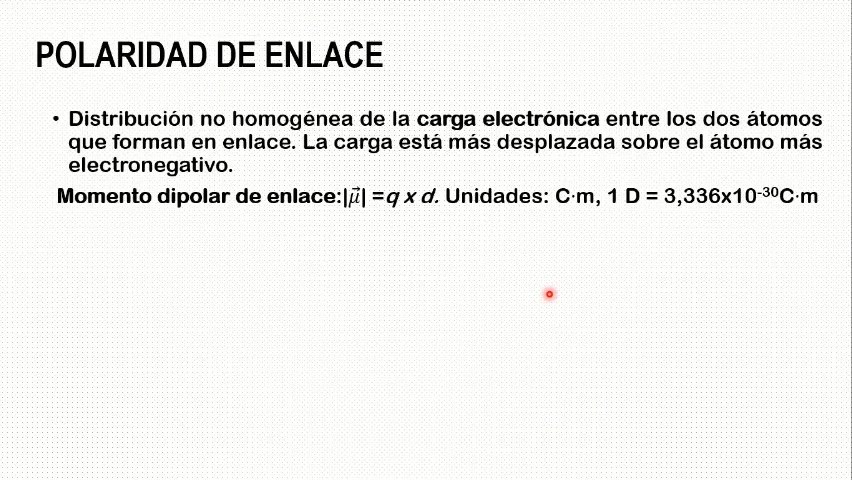 POLARIDAD DE ENLACE
• Distribución no homogénea de la carga electrónica entre los dos átomos
que forman en enlace. La carga está más desplazada sobre el átomo más
electronegativo.
Momento dipolar de enlace:|μ⃗| =q x d. Unidades: C·m, 1 D = 3,336x10⁻³⁰C·m